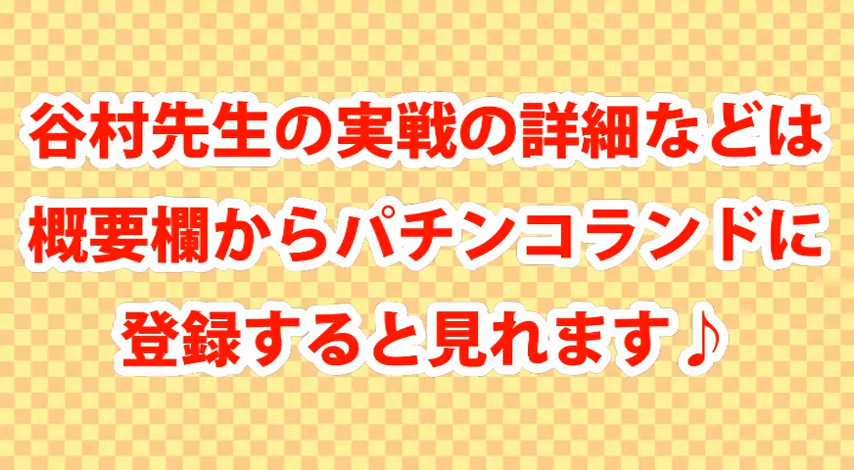 谷村先生の実戦の詳細などは
概要欄からパチンコランドに
登録すると見れます♪